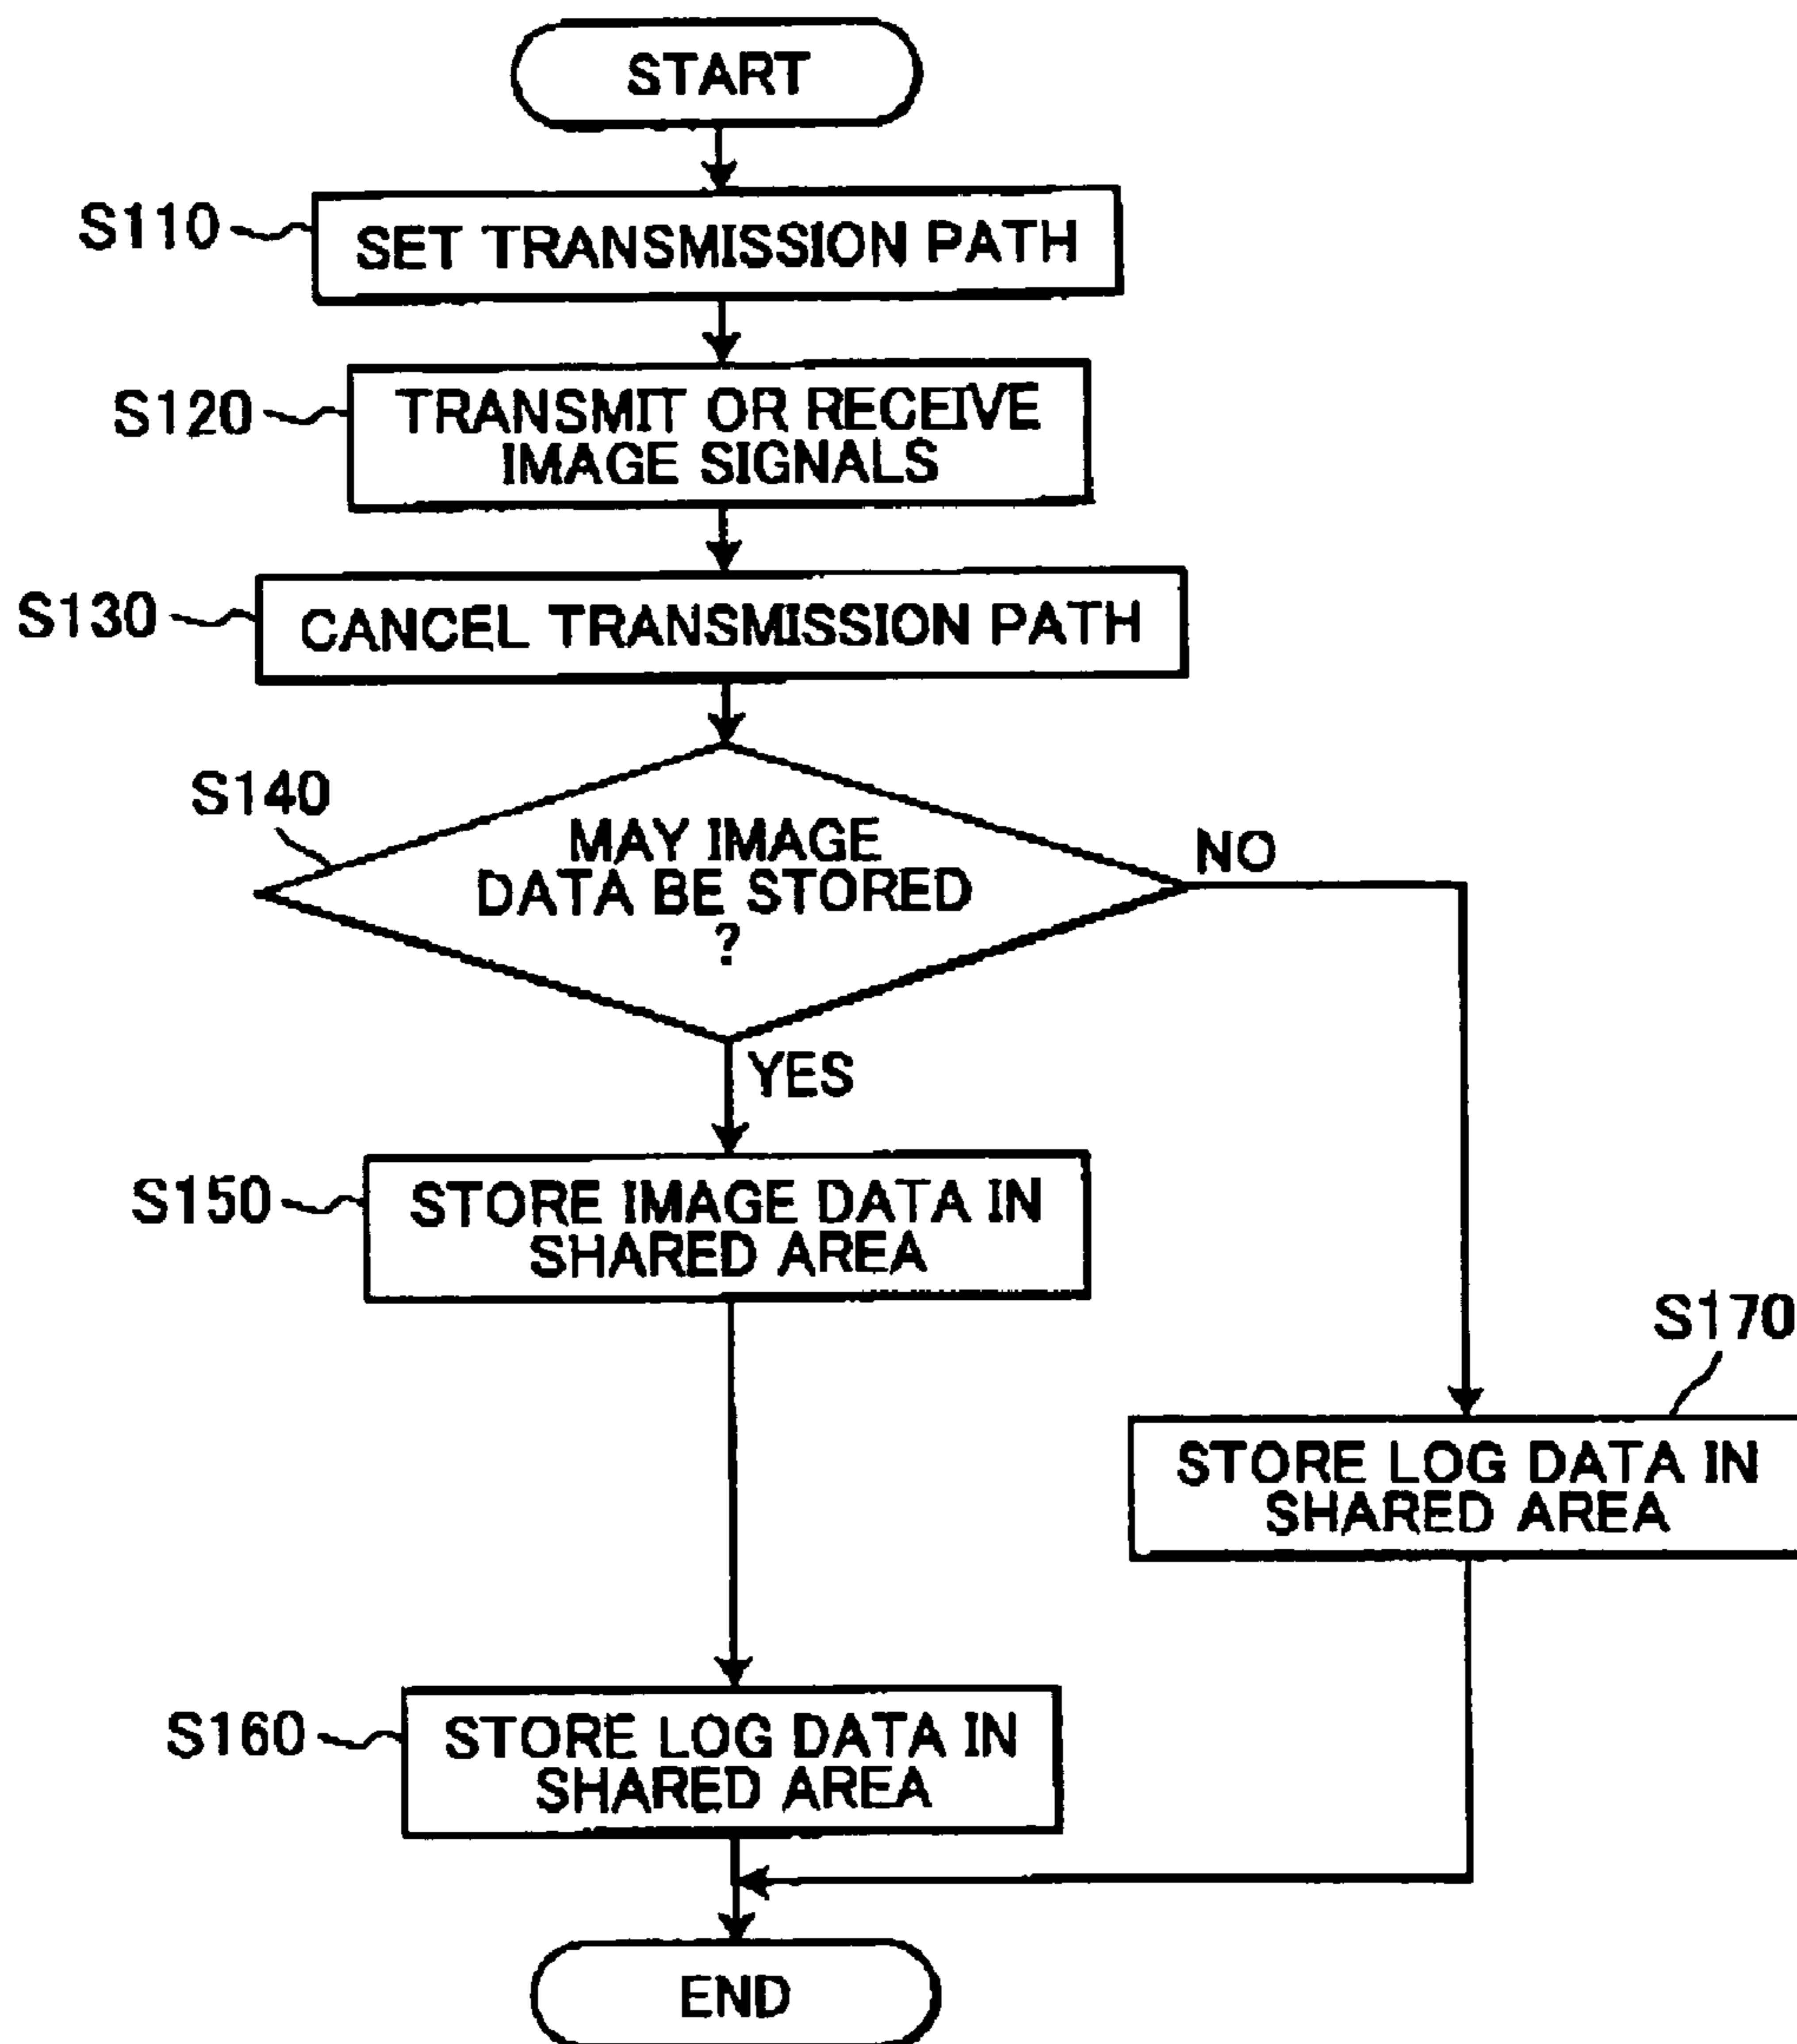 START
S110
SET TRANSMISSION PATH
S120
TRANSMIT OR RECEIVE
IMAGE SIGNALS
S130
CANCEL TRANSMISSION PATH
S140
MAY IMAGE
DATA BE STORED
?
NO
YES
S150
STORE IMAGE DATA IN
SHARED AREA
S170
STORE LOG DATA IN
SHARED AREA
S160
STORE LOG DATA IN
SHARED AREA
END